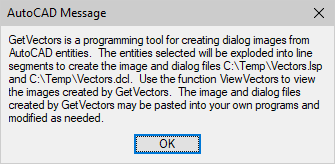 AutoCAD Message
GetVectors is a programming tool for creating dialog images from
AutoCAD entities.  The entities selected will be exploded into line
segments to create the image and dialog files C:\Temp\Vectors.lsp
and C:\Temp\Vectors.dcl.  Use the function ViewVectors to view
the images created by GetVectors.  The image and dialog files
created by GetVectors may be pasted into your own programs and
modified as needed.
OK